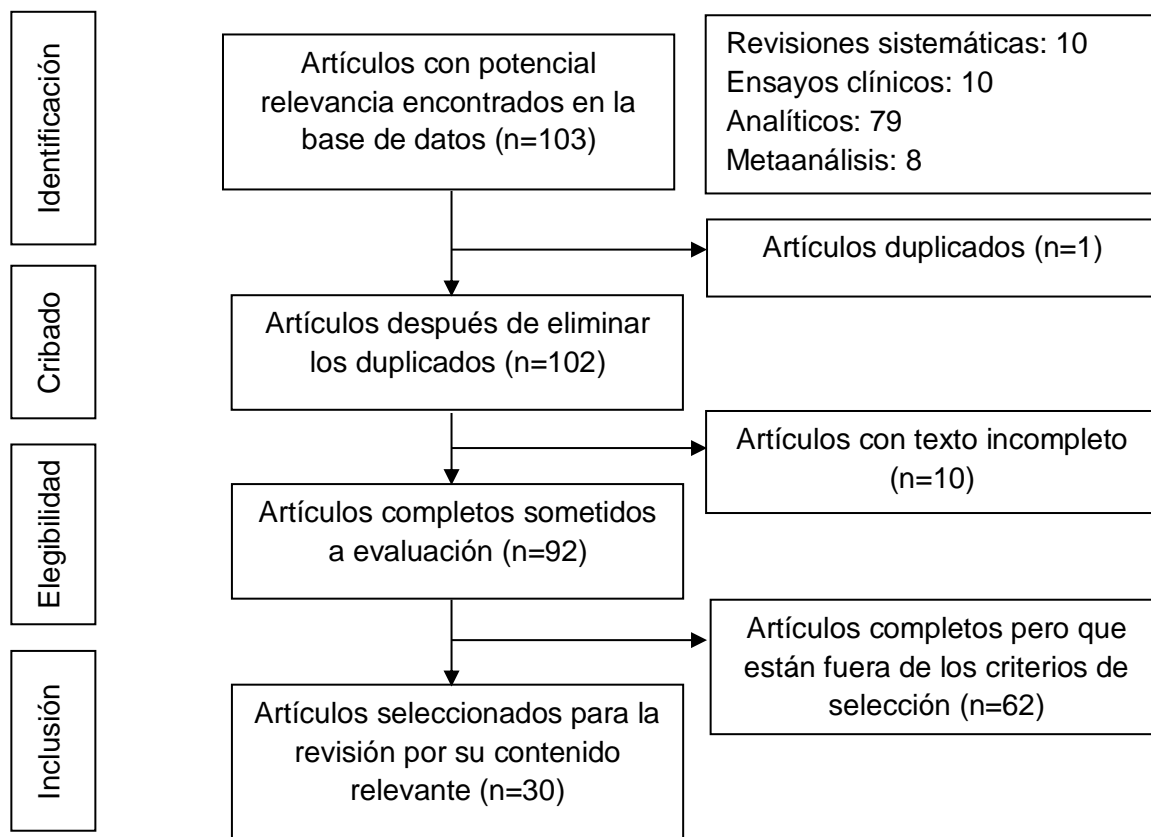 Identificación
Artículos con potencial
relevancia encontrados en la
base de datos (n=103)
Revisiones sistemáticas: 10
Ensayos clínicos: 10
Analíticos: 79
Metaanálisis: 8
Artículos duplicados (n=1)
Cribado
Artículos después de eliminar
los duplicados (n=102)
Artículos con texto incompleto
(n=10)
Elegibilidad
Artículos completos sometidos
a evaluación (n=92)
Artículos completos pero que
están fuera de los criterios de
selección (n=62)
Inclusión
Artículos seleccionados para la
revisión por su contenido
relevante (n=30)